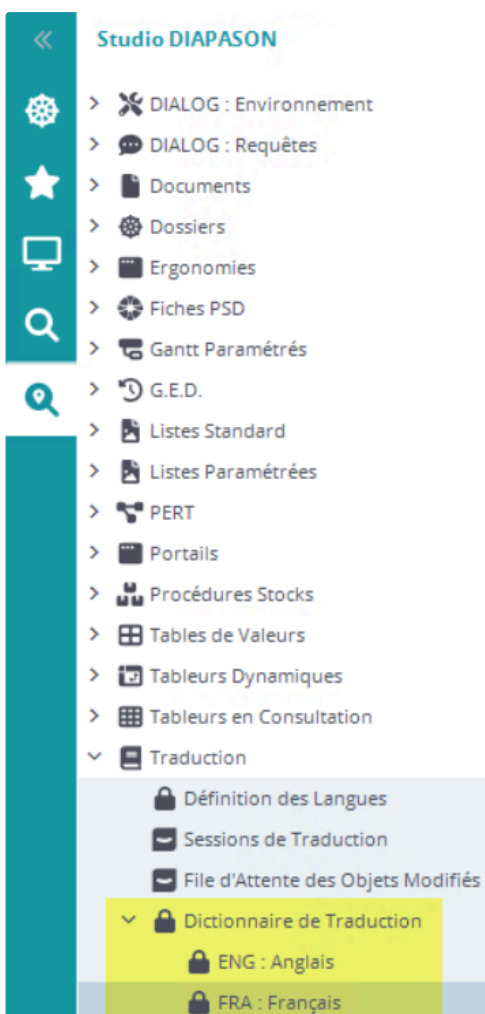 Studio DIAPASON
DIALOG : Environnement
DIALOG : Requêtes
Documents
Dossiers
Ergonomies
Fiches PSD
Gantt Paramétrés
G.E.D.
Listes Standard
Listes Paramétrées
PERT
Portails
Procédures Stocks
Tables de Valeurs
Tableurs Dynamiques
Tableurs en Consultation
Traduction
Définition des Langues
Sessions de Traduction
File d'Attente des Objets Modifiés
Dictionnaire de Traduction
ENG : Anglais
FRA : Français